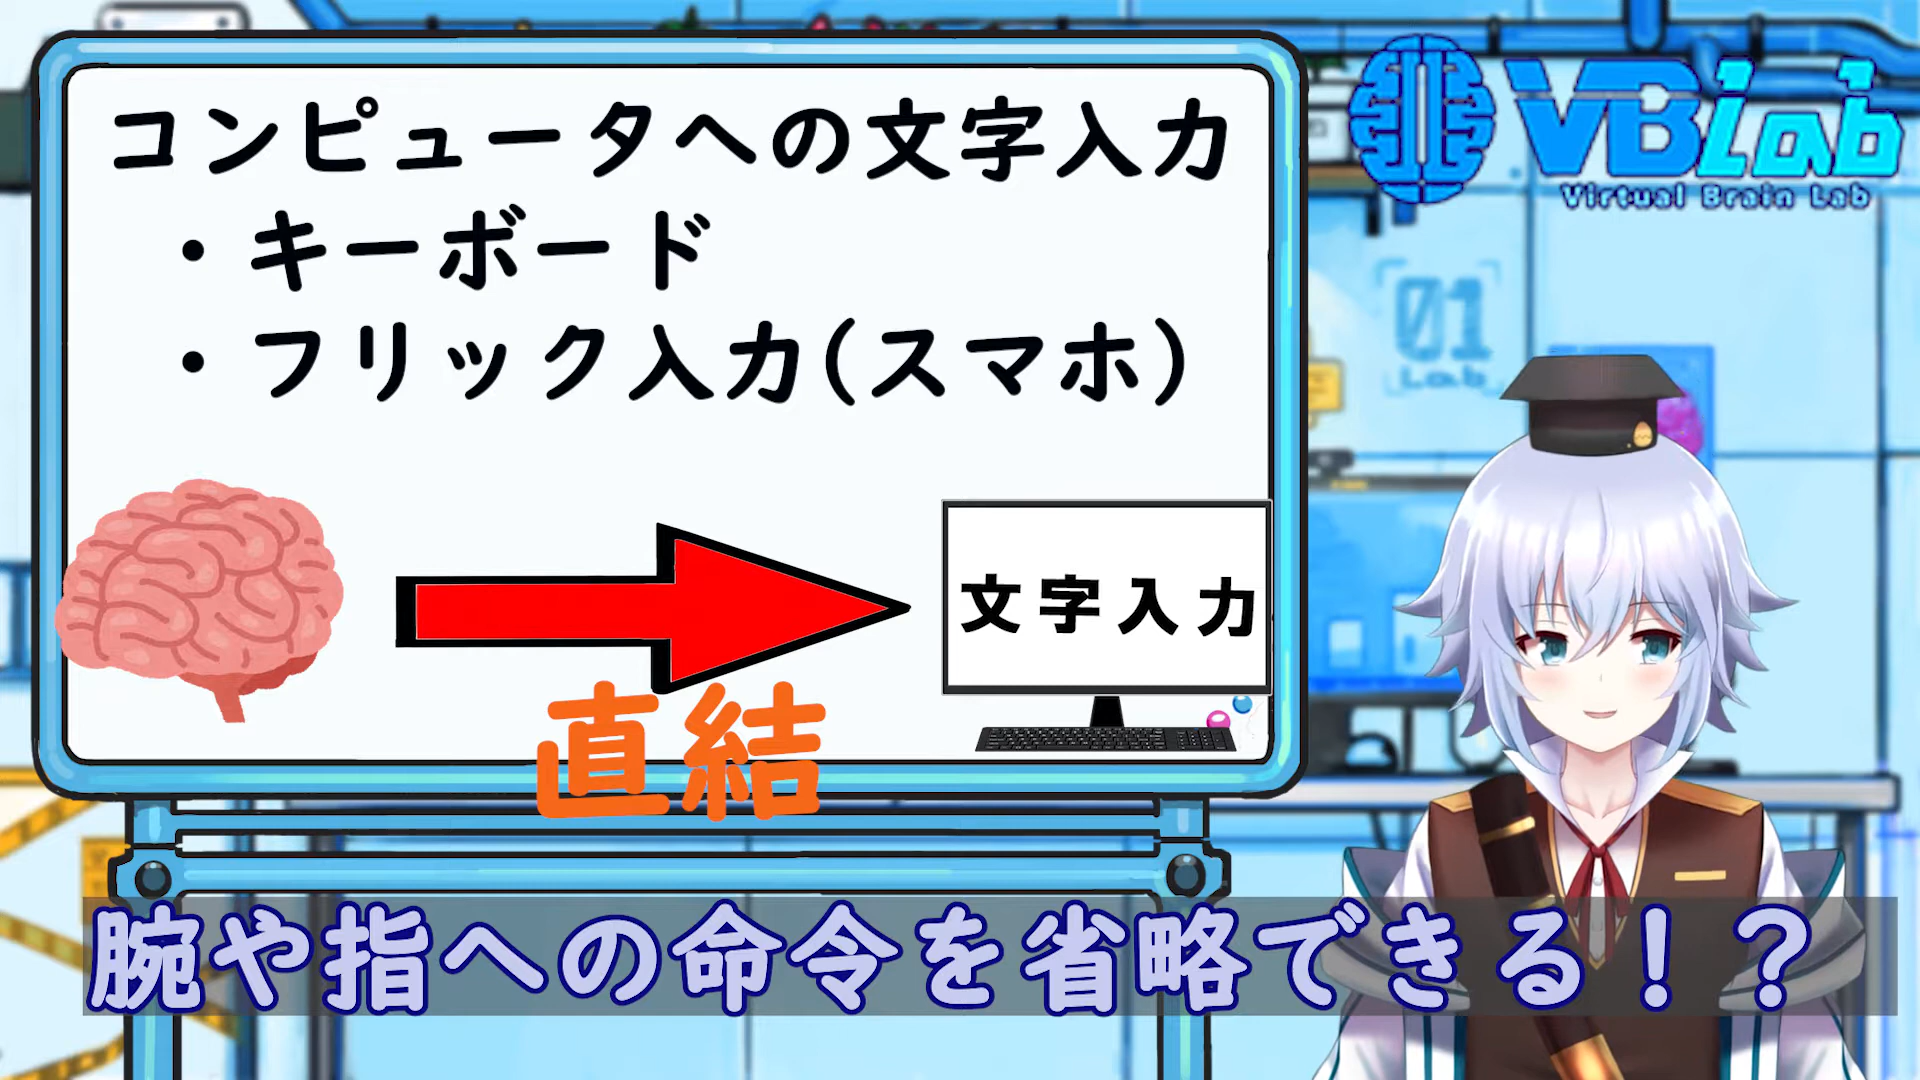 コンピュータへの文字入力
・キーボード
・フリック入力(スマホ)
文字入力
直結
VBLab
Virtual Brain Lab
01
Lab
腕や指への命令を省略できる！？